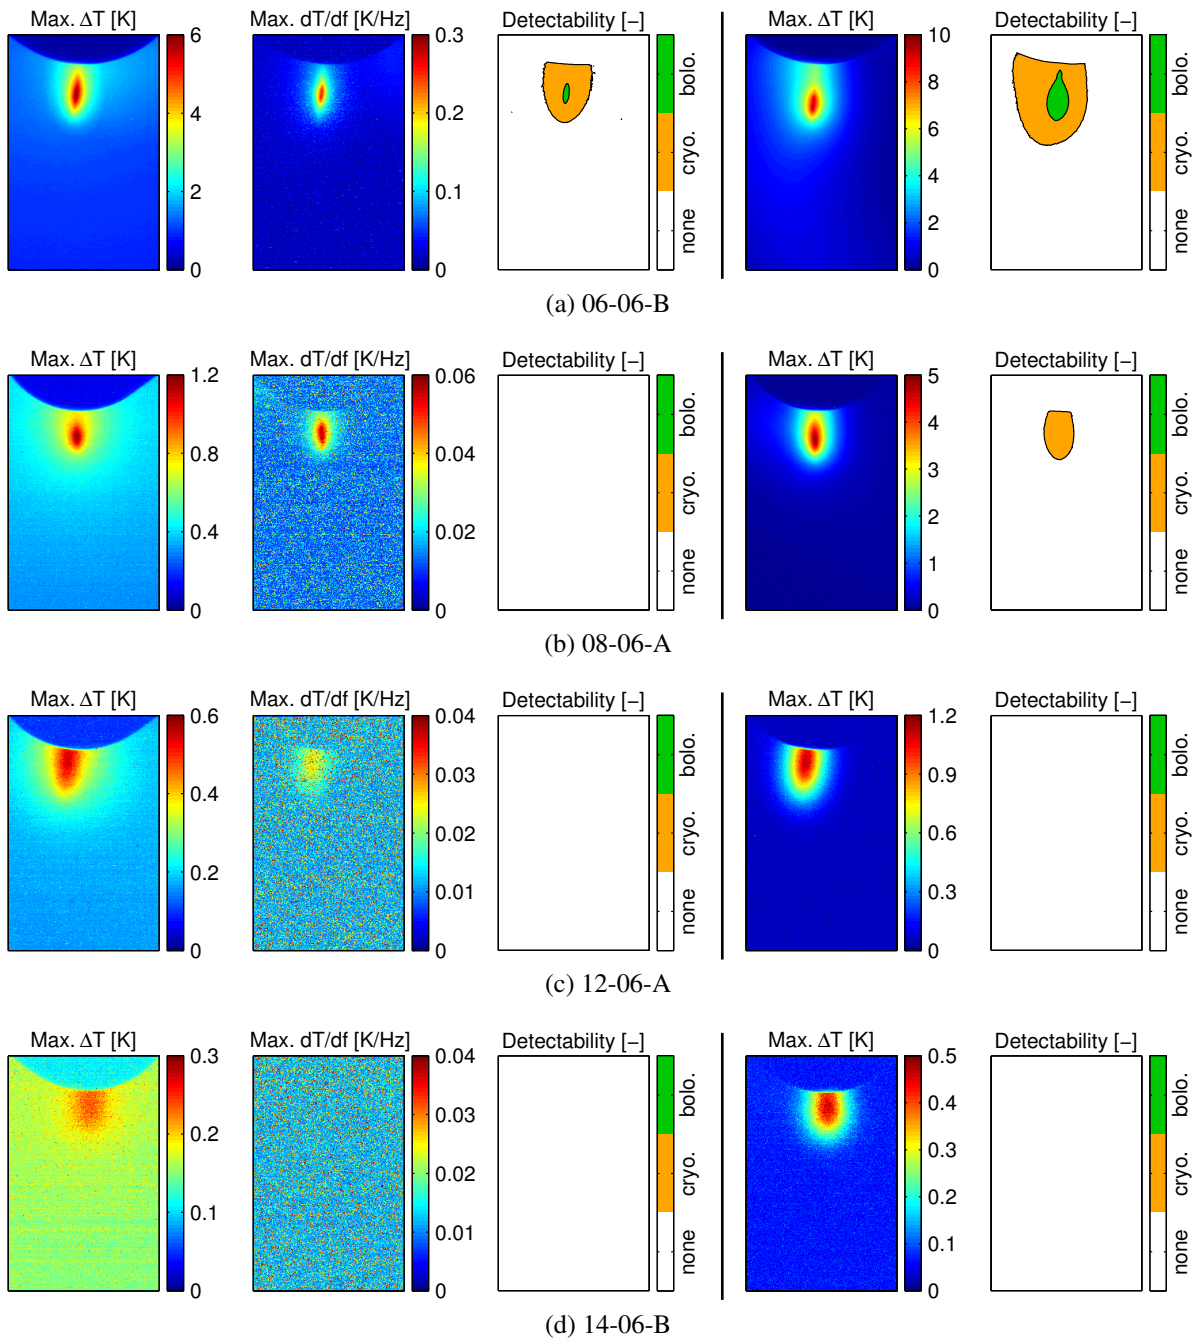 Max. ΔT [K] Max. dT/df [K/Hz] Detectability [−] Max. ΔT [K] Detectability [−]
6 4 2 0
0.3 0.2 0.1 0
bolo. cryo. none
10 8 6 4 2 0
bolo. cryo. none
(a) 06-06-B
Max. ΔT [K] Max. dT/df [K/Hz] Detectability [−] Max. ΔT [K] Detectability [−]
1.2 0.8 0.4 0
0.06 0.04 0.02 0
bolo. cryo. none
5 4 3 2 1 0
bolo. cryo. none
(b) 08-06-A
Max. ΔT [K] Max. dT/df [K/Hz] Detectability [−] Max. ΔT [K] Detectability [−]
0.6 0.4 0.2 0
0.04 0.03 0.02 0.01 0
bolo. cryo. none
1.2 0.9 0.6 0.3 0
bolo. cryo. none
(c) 12-06-A
Max. ΔT [K] Max. dT/df [K/Hz] Detectability [−] Max. ΔT [K] Detectability [−]
0.3 0.2 0.1 0
0.04 0.03 0.02 0.01 0
bolo. cryo. none
0.5 0.4 0.3 0.2 0.1 0
bolo. cryo. none
(d) 14-06-B